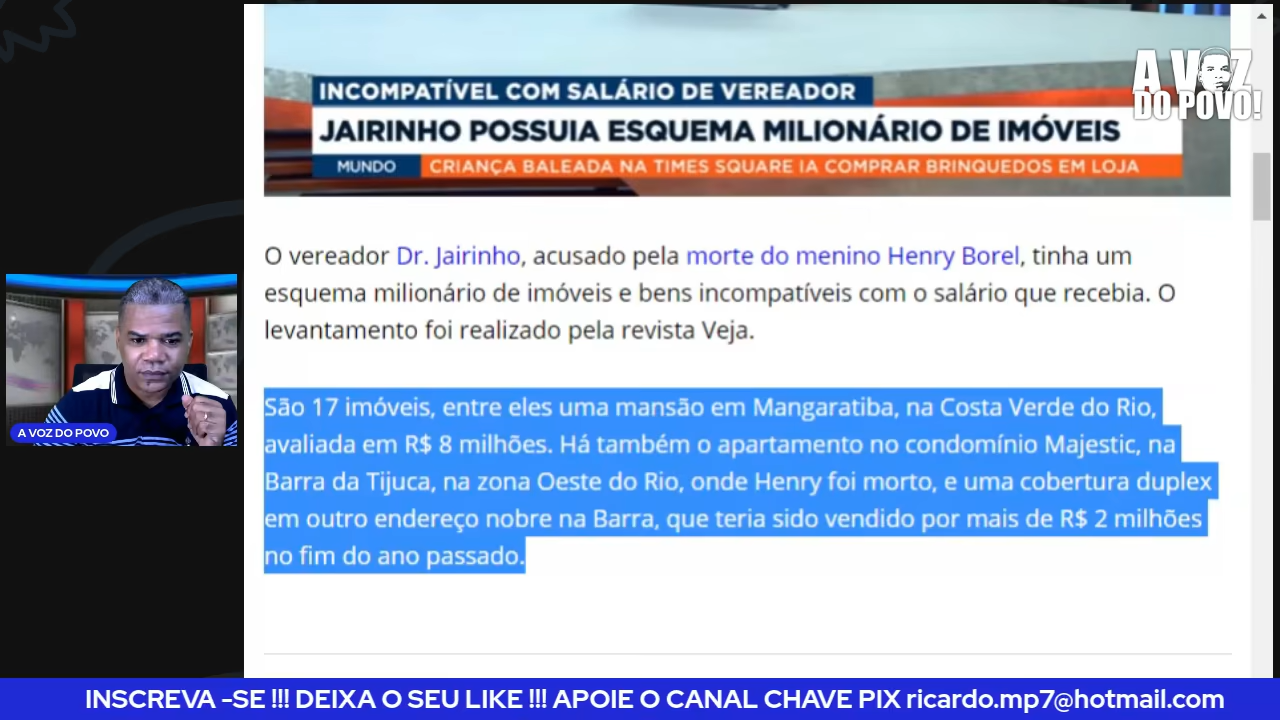 A VOZ
DO POVO!
INCOMPATÍVEL COM SALÁRIO DE VEREADOR
JAIRINHO POSSUIA ESQUEMA MILIONÁRIO DE IMÓVEIS
MUNDO CRIANÇA BALEADA NA TIMES SQUARE IA COMPRAR BRINQUEDOS EM LOJA
O vereador Dr. Jairinho, acusado pela morte do menino Henry Borel, tinha um
esquema milionário de imóveis e bens incompatíveis com o salário que recebia. O
levantamento foi realizado pela revista Veja.
São 17 imóveis, entre eles uma mansão em Mangaratiba, na Costa Verde do Rio,
avaliada em R$ 8 milhões. Há também o apartamento no condomínio Majestic, na
Barra da Tijuca, na zona Oeste do Rio, onde Henry foi morto, e uma cobertura duplex
em outro endereço nobre na Barra, que teria sido vendido por mais de R$ 2 milhões
no fim do ano passado.
A VOZ DO POVO
INSCREVA -SE !!! DEIXA O SEU LIKE !!! APOIE O CANAL CHAVE PIX ricardo.mp7@hotmail.com